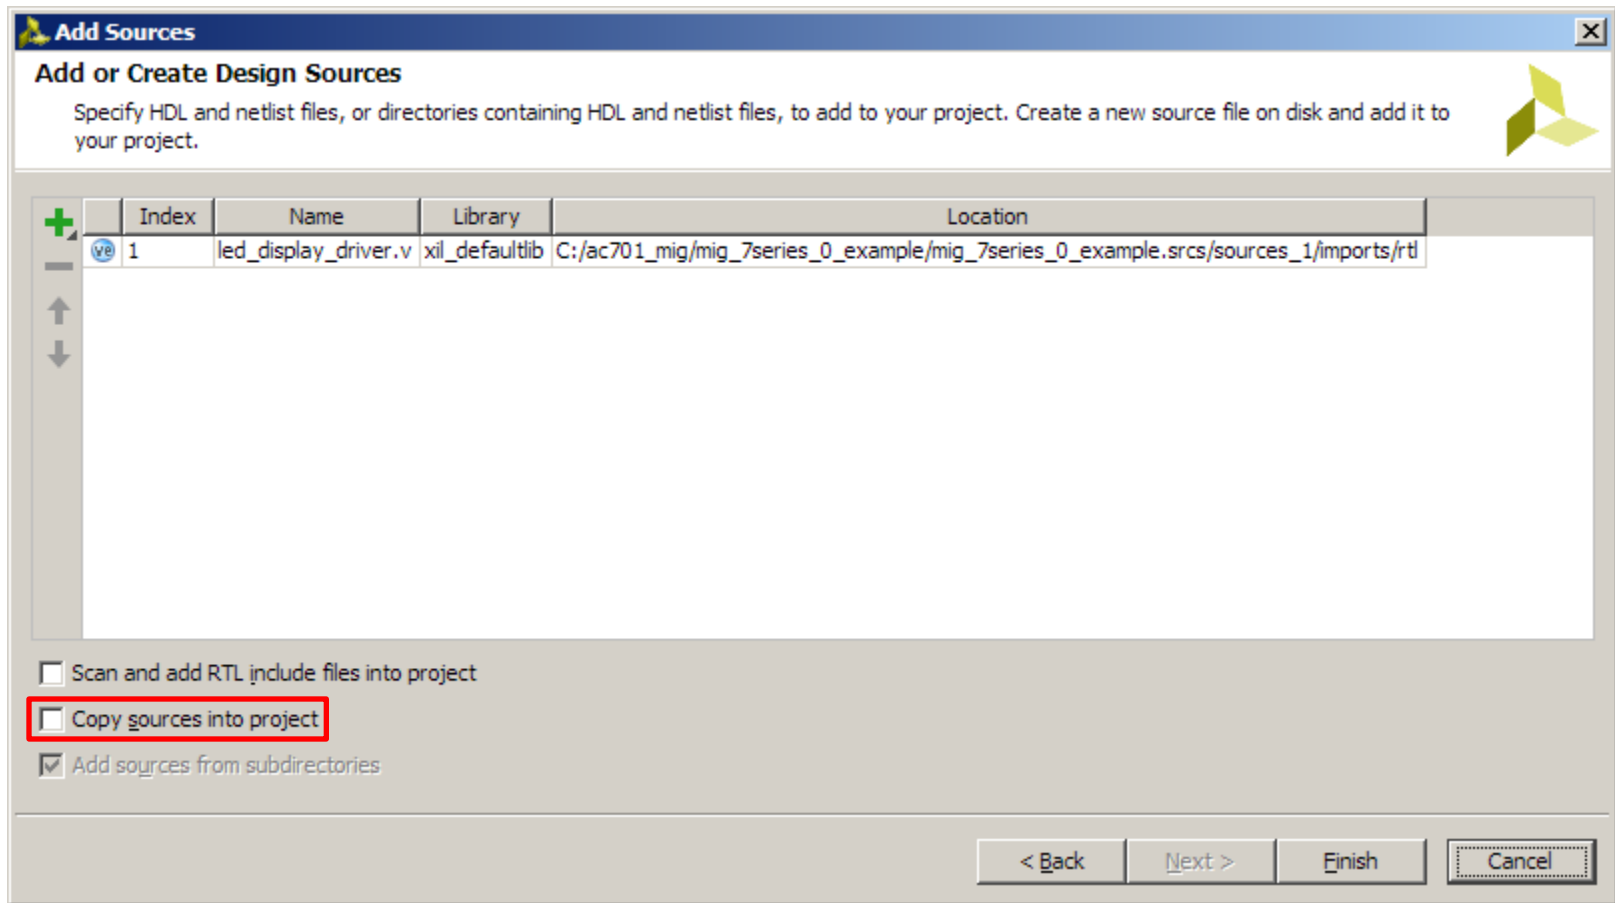 Add Sources
Add or Create Design Sources
Specify HDL and netlist files, or directories containing HDL and netlist files, to add to your project. Create a new source file on disk and add it to
your project.
Index Name Library Location
ve 1 led_display_driver.v xil_defaultlib C:/ac701_mig/mig_7series_0_example/mig_7series_0_example.srcs/sources_1/imports/rtl
Scan and add RTL include files into project
Copy sources into project
Add sources from subdirectories
< Back Next > Finish Cancel